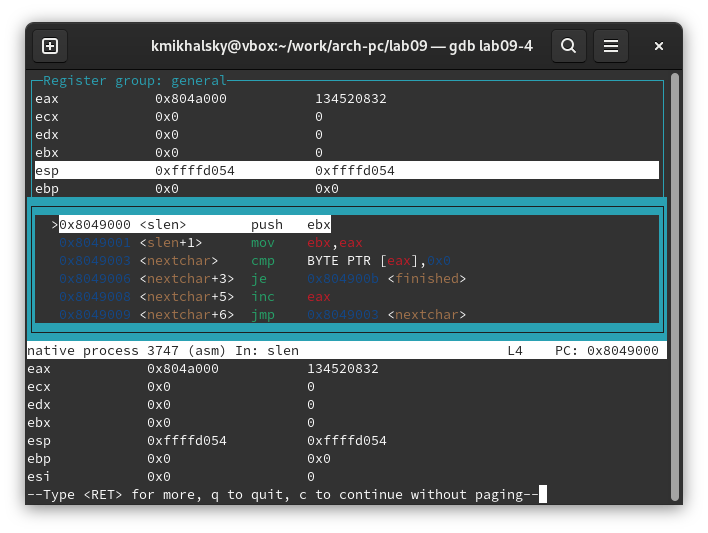 kmikhalsky@vbox:~/work/arch-pc/lab09 — gdb lab09-4
Register group: general
eax 0x804a000 134520832
ecx 0x0 0
edx 0x0 0
ebx 0x0 0
esp 0xffffd054 0xffffd054
ebp 0x0 0x0
>0x8049000 <slen> push ebx
0x8049001 <slen+1> mov ebx,eax
0x8049003 <nextchar> cmp BYTE PTR [eax],0x0
0x8049006 <nextchar+3> je 0x804900b <finished>
0x8049008 <nextchar+5> inc eax
0x8049009 <nextchar+6> jmp 0x8049003 <nextchar>
native process 3747 (asm) In: slen L4 PC: 0x8049000
eax 0x804a000 134520832
ecx 0x0 0
edx 0x0 0
ebx 0x0 0
esp 0xffffd054 0xffffd054
ebp 0x0 0x0
esi 0x0 0
--Type <RET> for more, q to quit, c to continue without paging--